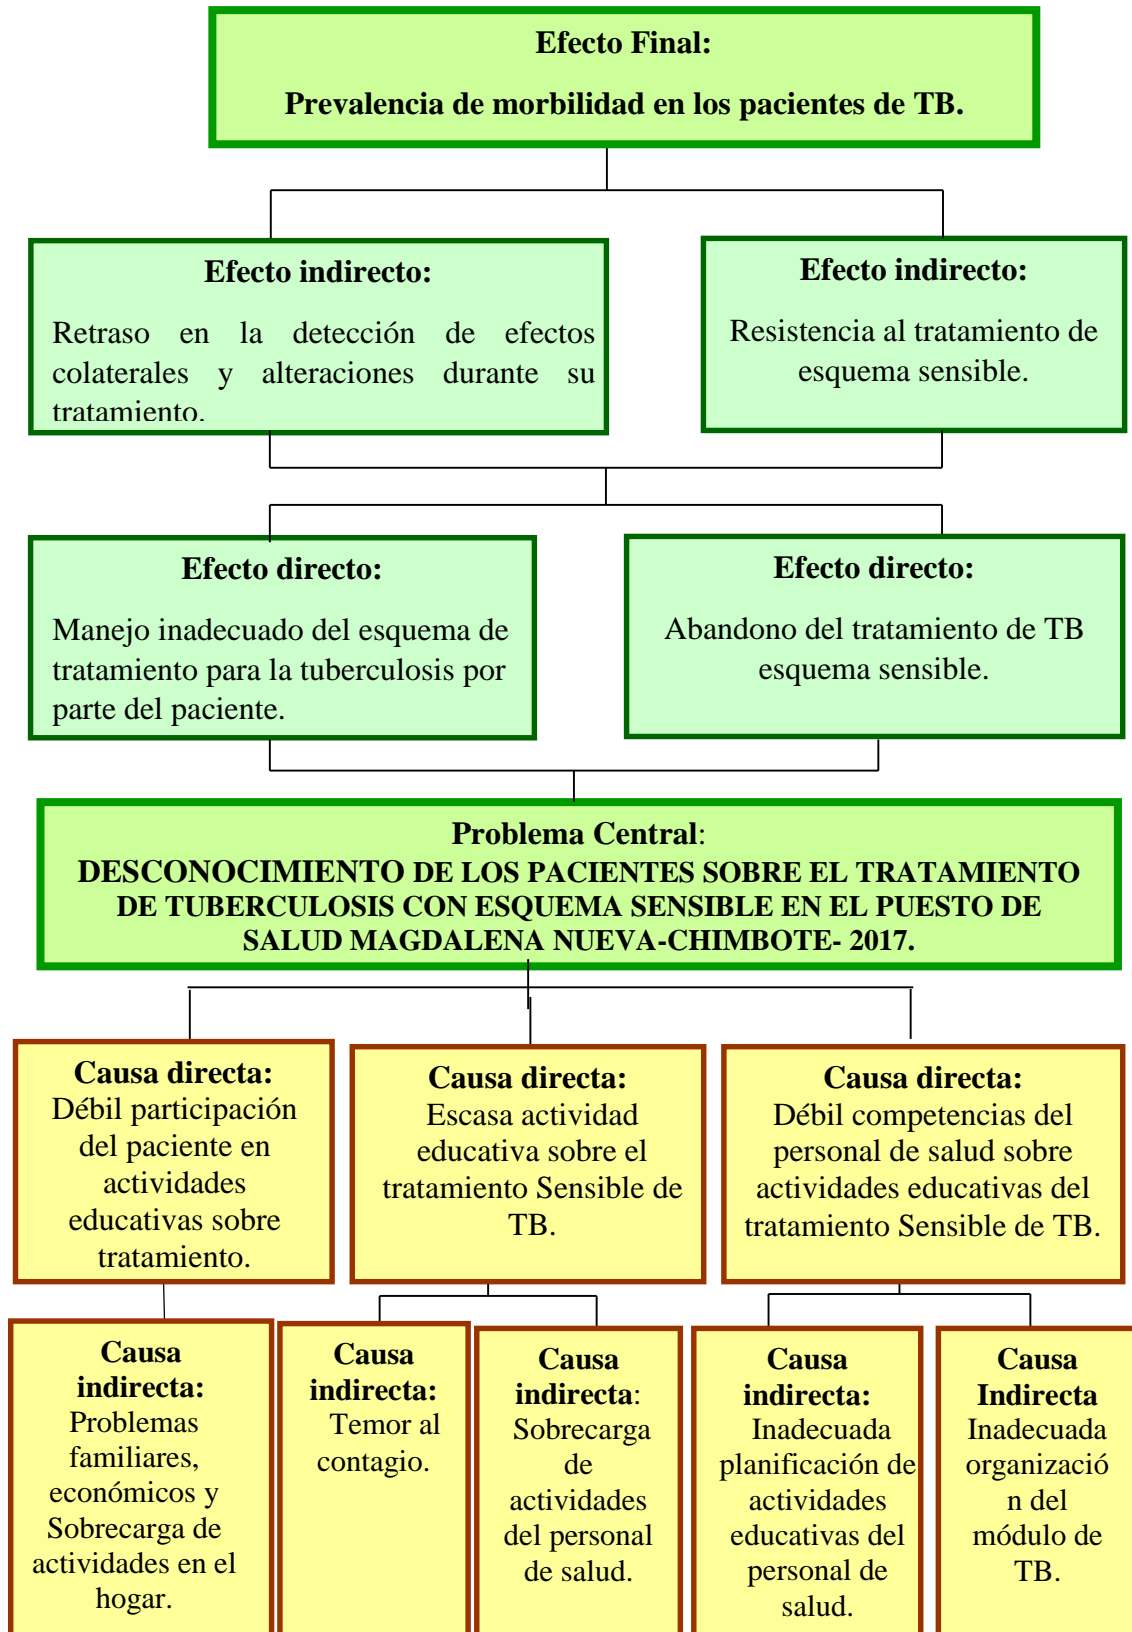 Efecto Final:
Prevalencia de morbilidad en los pacientes de TB.
Efecto indirecto:
Retraso en la detección de efectos
colaterales y alteraciones durante su
tratamiento.
Efecto indirecto:
Resistencia al tratamiento de
esquema sensible.
Efecto directo:
Manejo inadecuado del esquema de
tratamiento para la tuberculosis por
parte del paciente.
Efecto directo:
Abandono del tratamiento de TB
esquema sensible.
Problema Central:
DESCONOCIMIENTO DE LOS PACIENTES SOBRE EL TRATAMIENTO
DE TUBERCULOSIS CON ESQUEMA SENSIBLE EN EL PUESTO DE
SALUD MAGDALENA NUEVA-CHIMBOTE- 2017.
Causa directa:
Débil participación
del paciente en
actividades
educativas sobre
tratamiento.
Causa directa:
Escasa actividad
educativa sobre el
tratamiento Sensible de
TB.
Causa directa:
Débil competencias del
personal de salud sobre
actividades educativas del
tratamiento Sensible de TB.
Causa
indirecta:
Problemas
familiares,
económicos y
Sobrecarga de
actividades en el
hogar.
Causa
indirecta:
Temor al
contagio.
Causa
indirecta:
Sobrecarga
de
actividades
del personal
de salud.
Causa
indirecta:
Inadecuada
planificación de
actividades
educativas del
personal de
salud.
Causa
Indirecta
Inadecuada
organizació
n del
módulo de
TB.